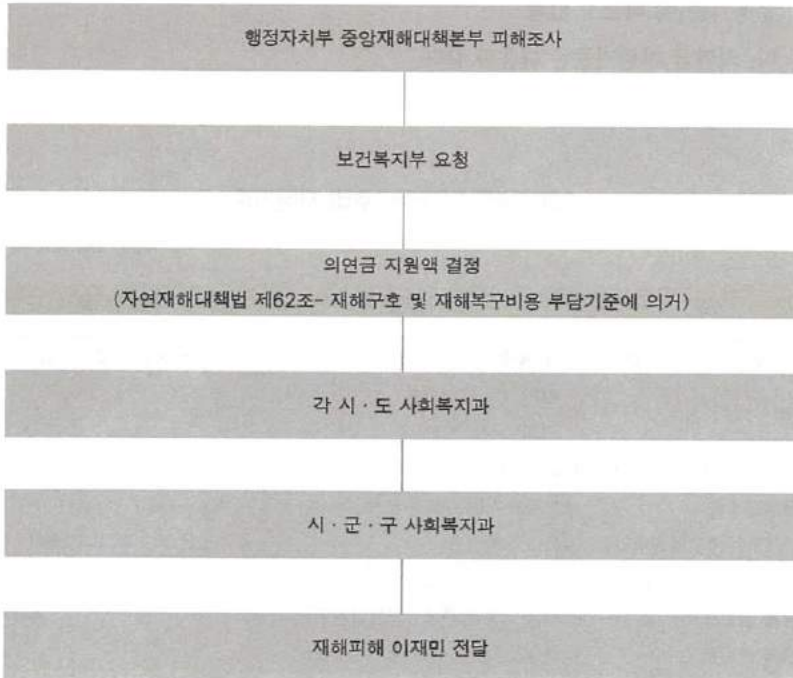 행정자치부 중앙재해대책본부 피해조사
보건복지부 요청
의연금 지원액 결정
(자연재해대책법 제62조- 재해구호 및 재해복구비용 부담기준에 의거)
각 시 · 도 사회복지과
시 · 군 · 구 사회복지과
재해피해 이재민 전달